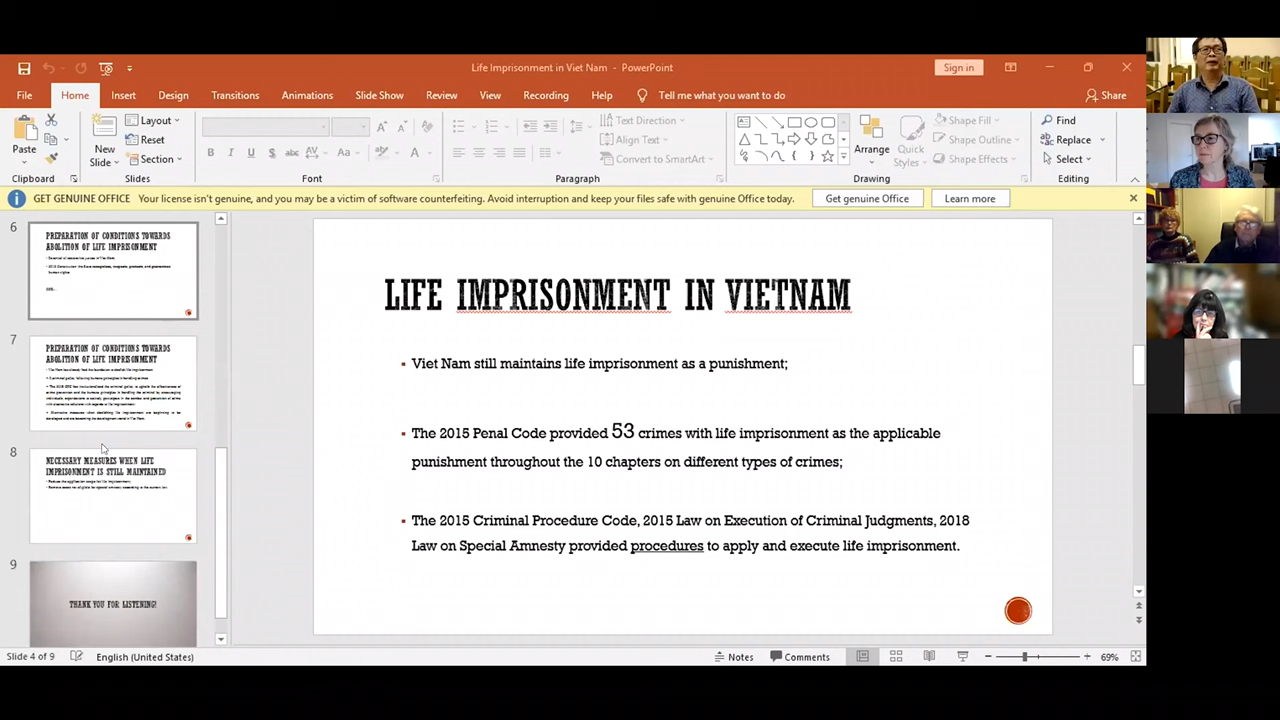 Life Imprisonment in Viet Nam - PowerPoint
Sign in
File Home Insert Design Transitions Animations Slide Show Review View Recording Help Tell me what you want to do Share
Paste
Clipboard
New
Slide
Layout
Reset
Section
Slides
B I U S abc AV Aa A
Font
Text Direction
Align Text
Convert to SmartArt
Paragraph
Arrange
Quick
Styles
Shape Fill
Shape Outline
Shape Effects
Drawing
Find
Replace
Select
Editing
GET GENUINE OFFICE Your license isn't genuine, and you may be a victim of software counterfeiting. Avoid interruption and keep your files safe with genuine Office today. Get genuine Office Learn more
6
PREPARATION OF CONDITIONS TOWARDS
ABOLITION OF LIFE IMPRISONMENT
7
PREPARATION OF CONDITIONS TOWARDS
ABOLITION OF LIFE IMPRISONMENT
8
NECESSARY MEASURES WHEN LIFE
IMPRISONMENT IS STILL MAINTAINED
9
THANK YOU FOR LISTENING!
LIFE IMPRISONMENT IN VIETNAM
Viet Nam still maintains life imprisonment as a punishment;
The 2015 Penal Code provided 53 crimes with life imprisonment as the applicable
punishment throughout the 10 chapters on different types of crimes;
The 2015 Criminal Procedure Code, 2015 Law on Execution of Criminal Judgments, 2018
Law on Special Amnesty provided procedures to apply and execute life imprisonment.
Slide 4 of 9 English (United States) Notes Comments 69%